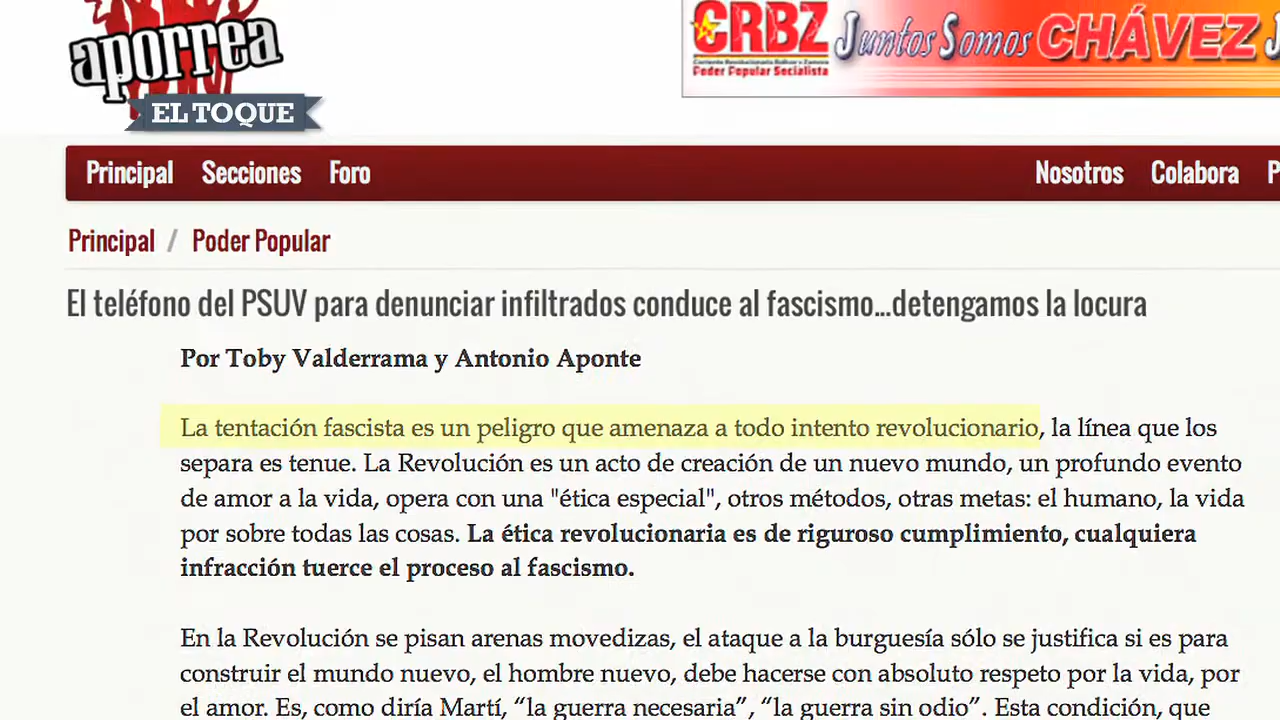 aporrea
EL TOQUE
CRBZ
Corriente Revolucionaria Bolívar y Zamora
Poder Popular Socialista
Juntos Somos CHÁVEZ
Principal Secciones Foro Nosotros Colabora
Principal / Poder Popular
El teléfono del PSUV para denunciar infiltrados conduce al fascismo...detengamos la locura
Por Toby Valderrama y Antonio Aponte
La tentación fascista es un peligro que amenaza a todo intento revolucionario, la línea que los
separa es tenue. La Revolución es un acto de creación de un nuevo mundo, un profundo evento
de amor a la vida, opera con una "ética especial", otros métodos, otras metas: el humano, la vida
por sobre todas las cosas. La ética revolucionaria es de riguroso cumplimiento, cualquiera
infracción tuerce el proceso al fascismo.
En la Revolución se pisan arenas movedizas, el ataque a la burguesía sólo se justifica si es para
construir el mundo nuevo, el hombre nuevo, debe hacerse con absoluto respeto por la vida, por
el amor. Es, como diría Martí, “la guerra necesaria”, “la guerra sin odio”. Esta condición, que